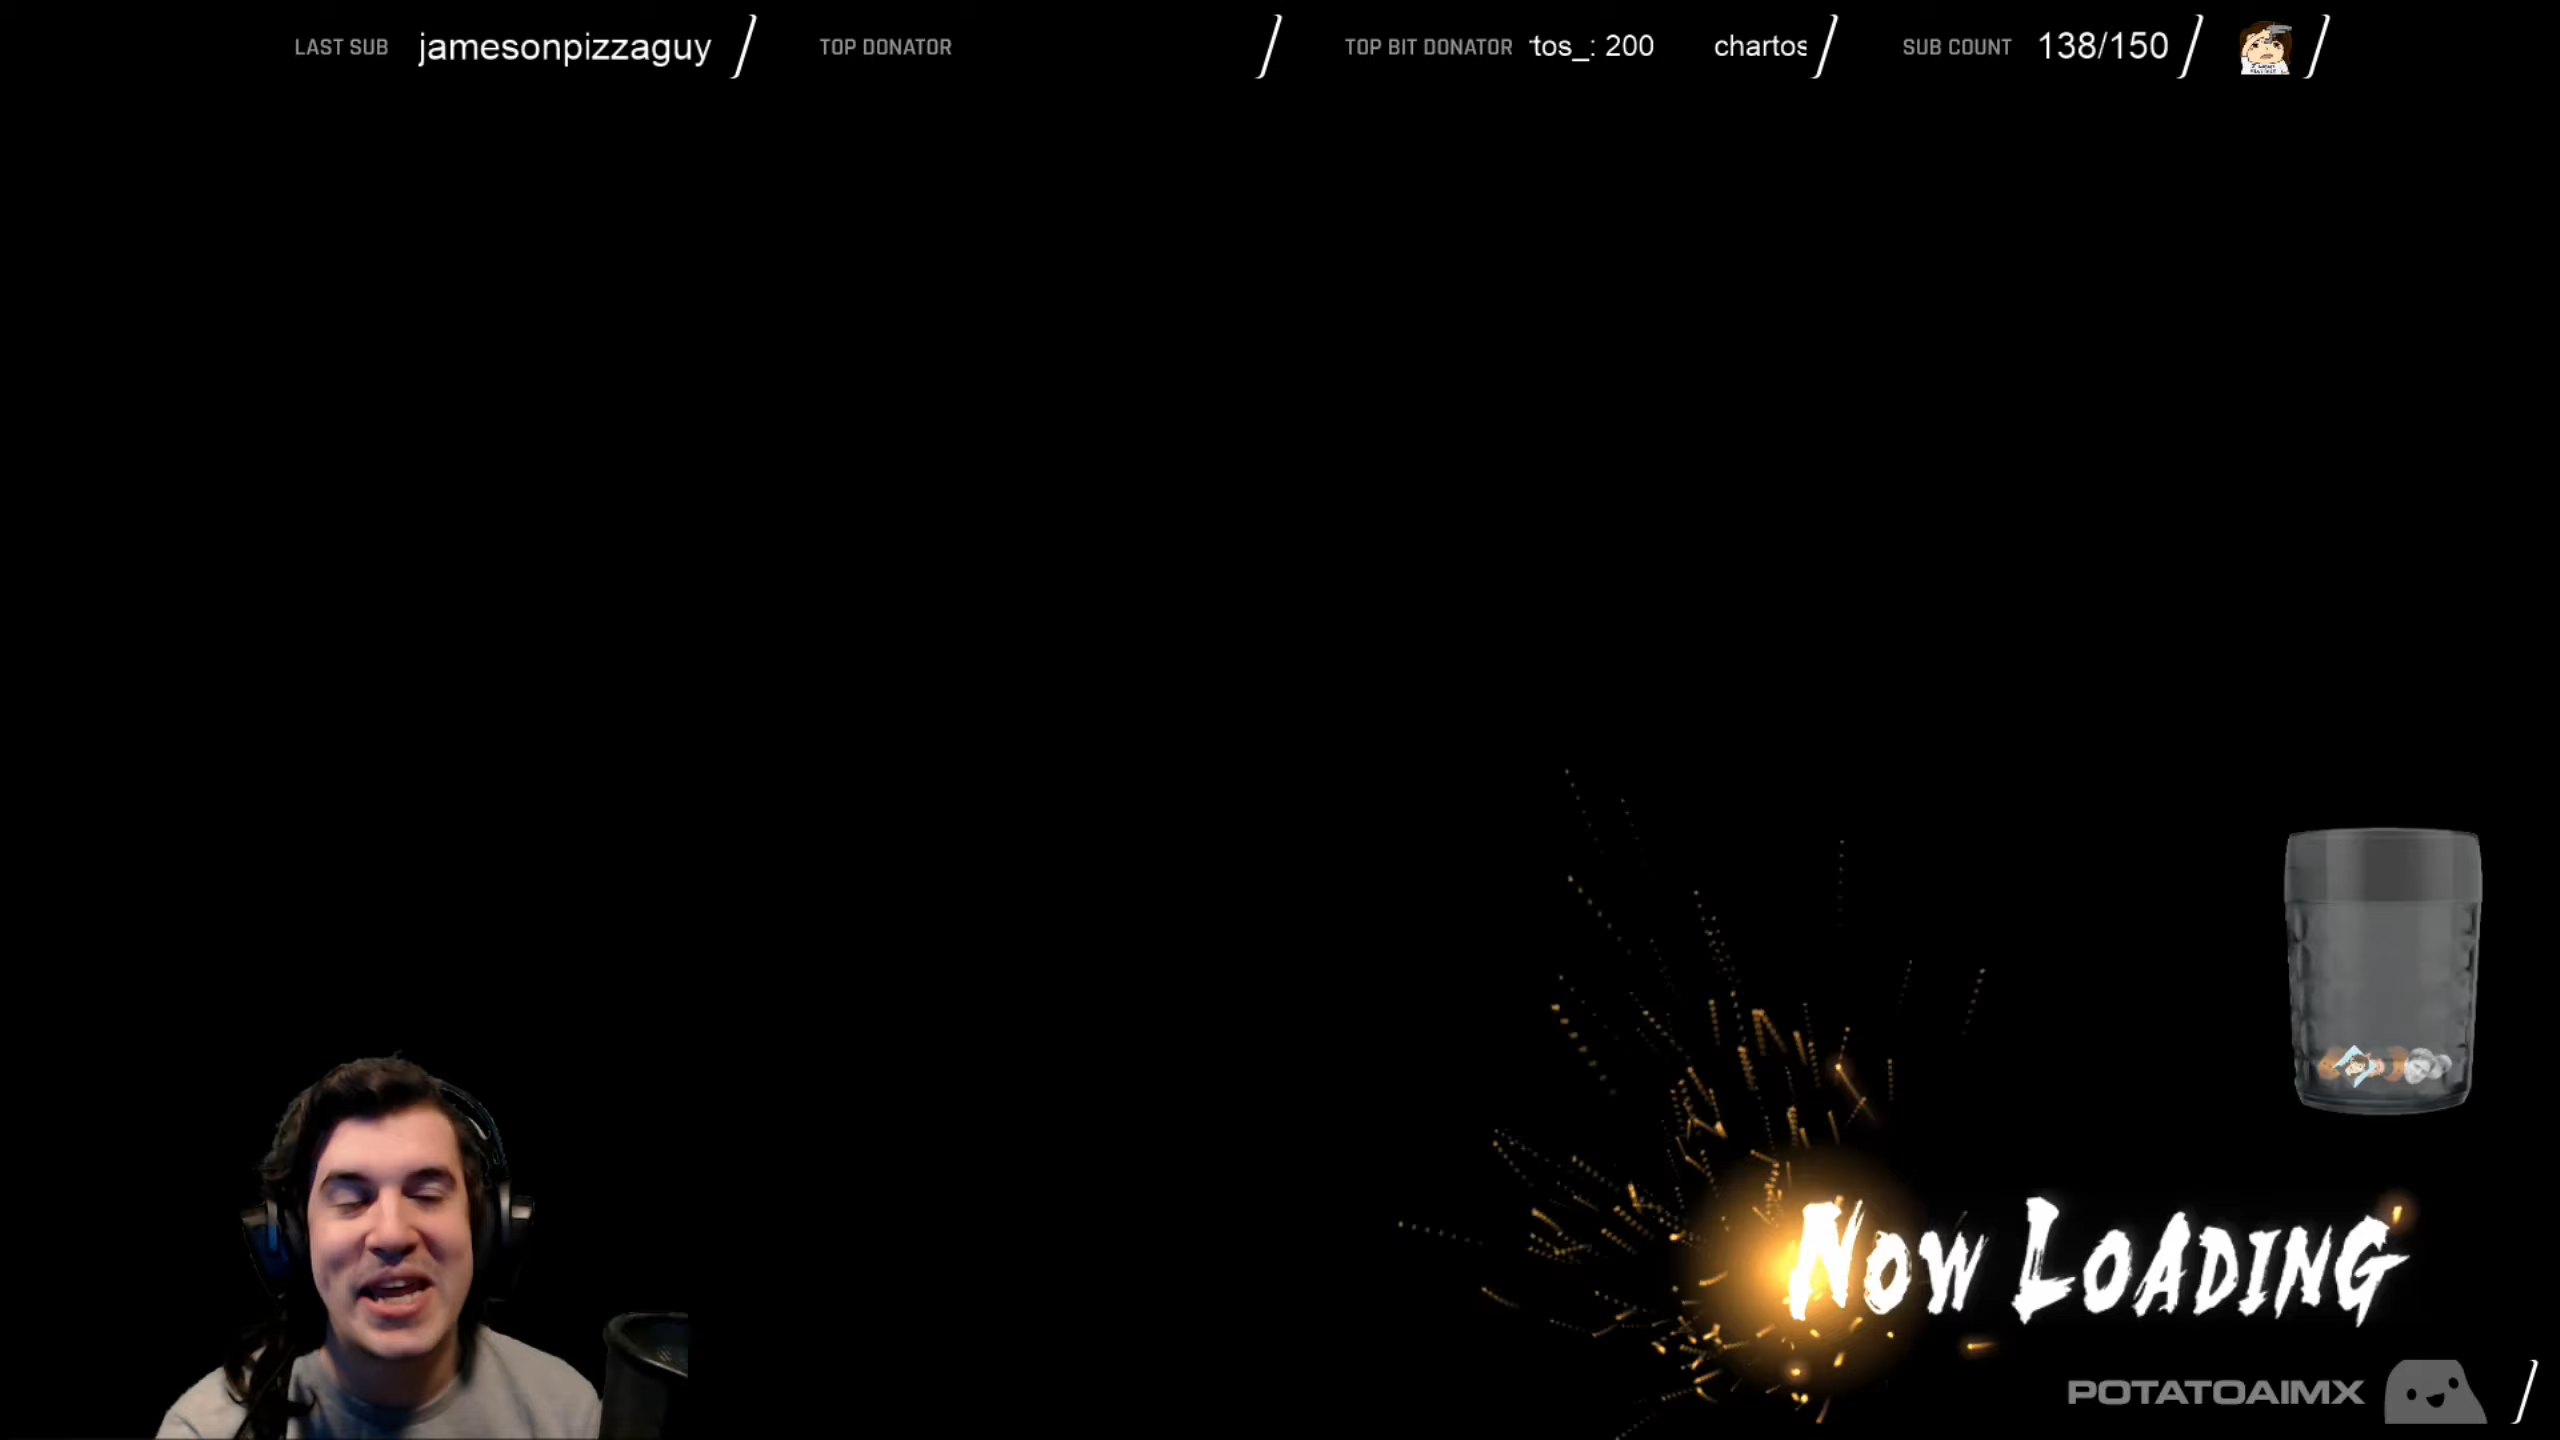 LAST SUB jamesonpizzaguy TOP DONATOR TOP BIT DONATOR tos_: 200 chartos SUB COUNT 138/150
NOW LOADING
POTATOAIMX